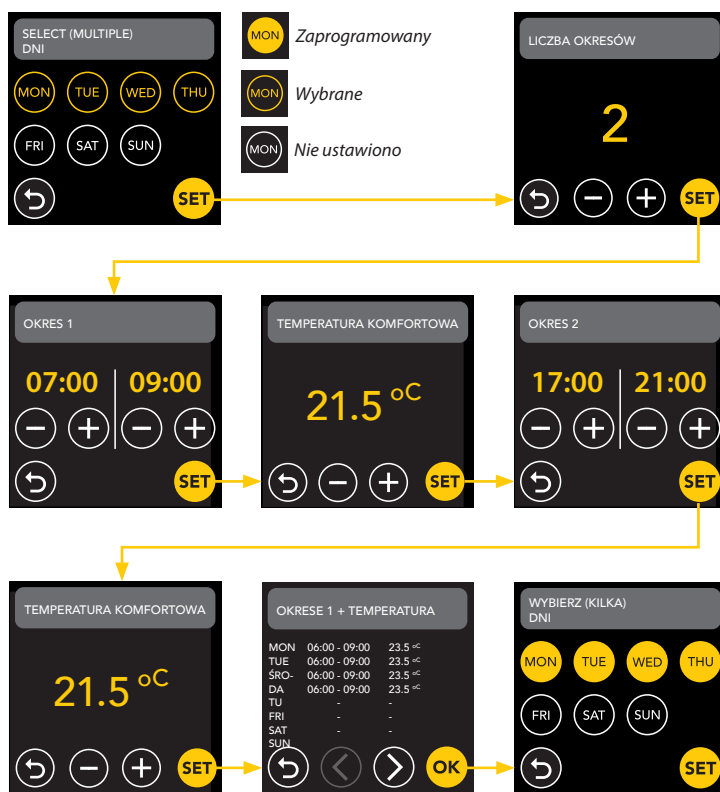 SELECT (MULTIPLE)
DNI
MON TUE WED THU
FRI SAT SUN
SET
MON Zaprogramowany
MON Wybrane
MON Nie ustawiono
LICZBA OKRESÓW
2
SET
OKRES 1
07:00 09:00
SET
TEMPERATURA KOMFORTOWA
21.5 °C
SET
OKRES 2
17:00 21:00
SET
TEMPERATURA KOMFORTOWA
21.5 °C
SET
OKRESE 1 + TEMPERATURA
MON 06:00 - 09:00 23.5 °C
TUE 06:00 - 09:00 23.5 °C
ŚRO- 06:00 - 09:00 23.5 °C
DA 06:00 - 09:00 23.5 °C
TU - -
FRI - -
SAT - -
SUN
OK
WYBIERZ (KILKA)
DNI
MON TUE WED THU
FRI SAT SUN
SET